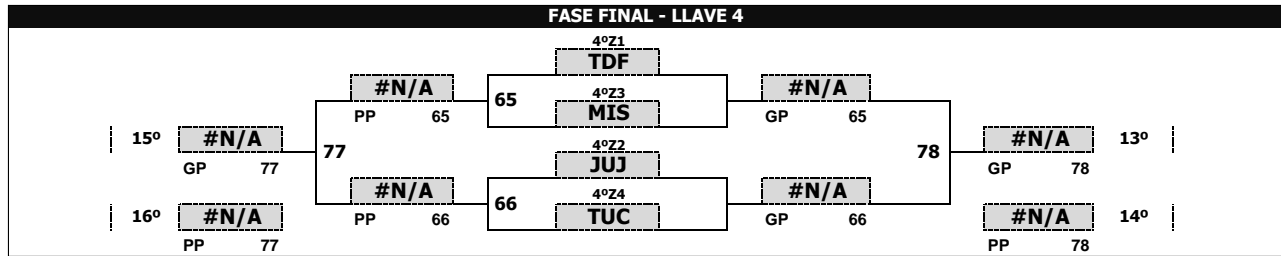 FASE FINAL - LLAVE 4
4ºZ1
TDF
#N/A 65 4ºZ3 #N/A
PP 65 MIS GP 65
15º #N/A 77 4ºZ2 78 #N/A 13º
GP 77 JUJ GP 78
#N/A 66 4ºZ4 #N/A
16º #N/A PP 66 TUC GP 66 #N/A 14º
PP 77 PP 78